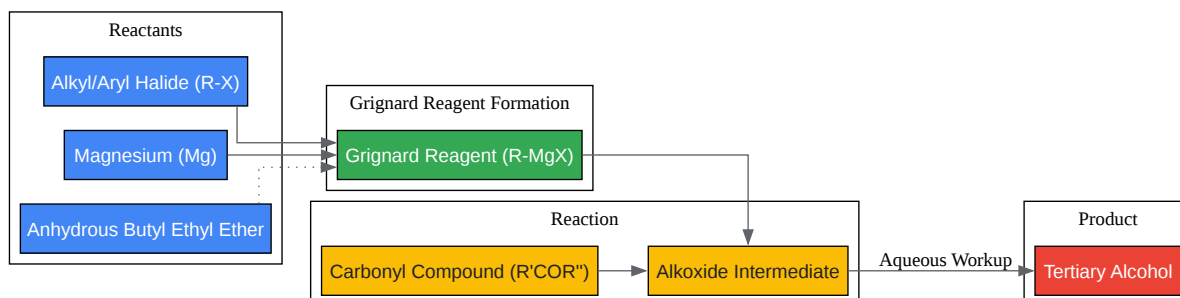 Reactants
Alkyl/Aryl Halide (R-X)
Magnesium (Mg)
Anhydrous Butyl Ethyl Ether
Grignard Reagent Formation
Grignard Reagent (R-MgX)
Reaction
Carbonyl Compound (R'COR")
Alkoxide Intermediate
Aqueous Workup
Product
Tertiary Alcohol